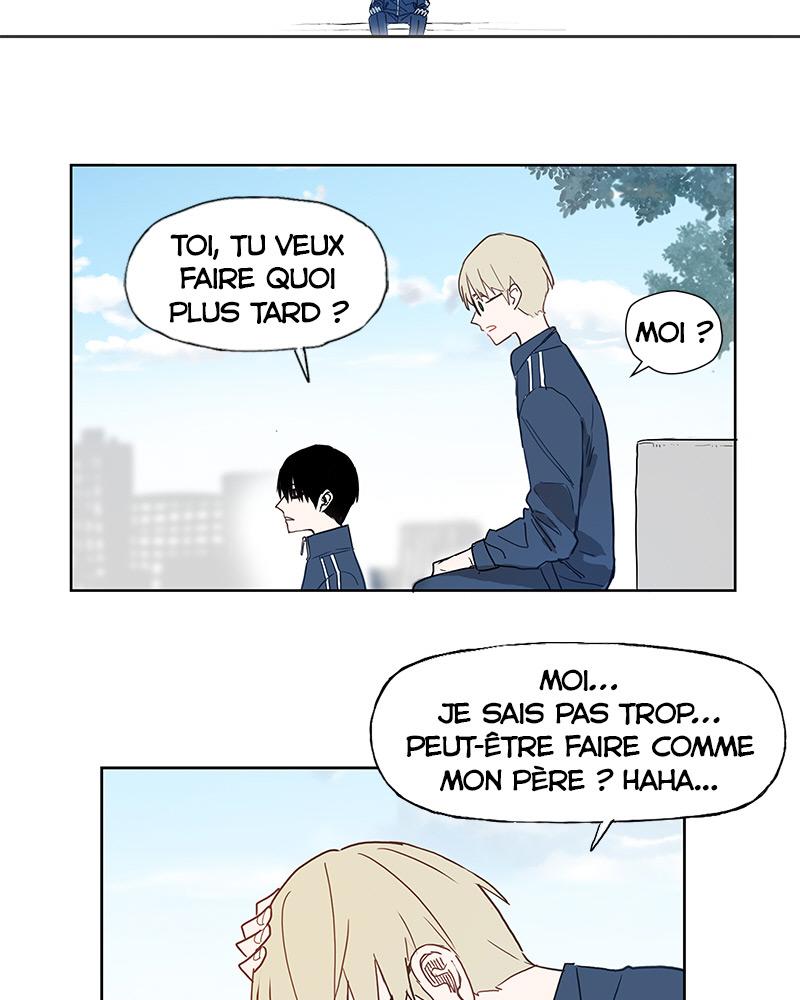 TOI, TU VEUX
FAIRE QUOI
PLUS TARD ?
MOI ?
MOI...
JE SAIS PAS TROP...
PEUT-ÊTRE FAIRE COMME
MON PÈRE ? HAHA...